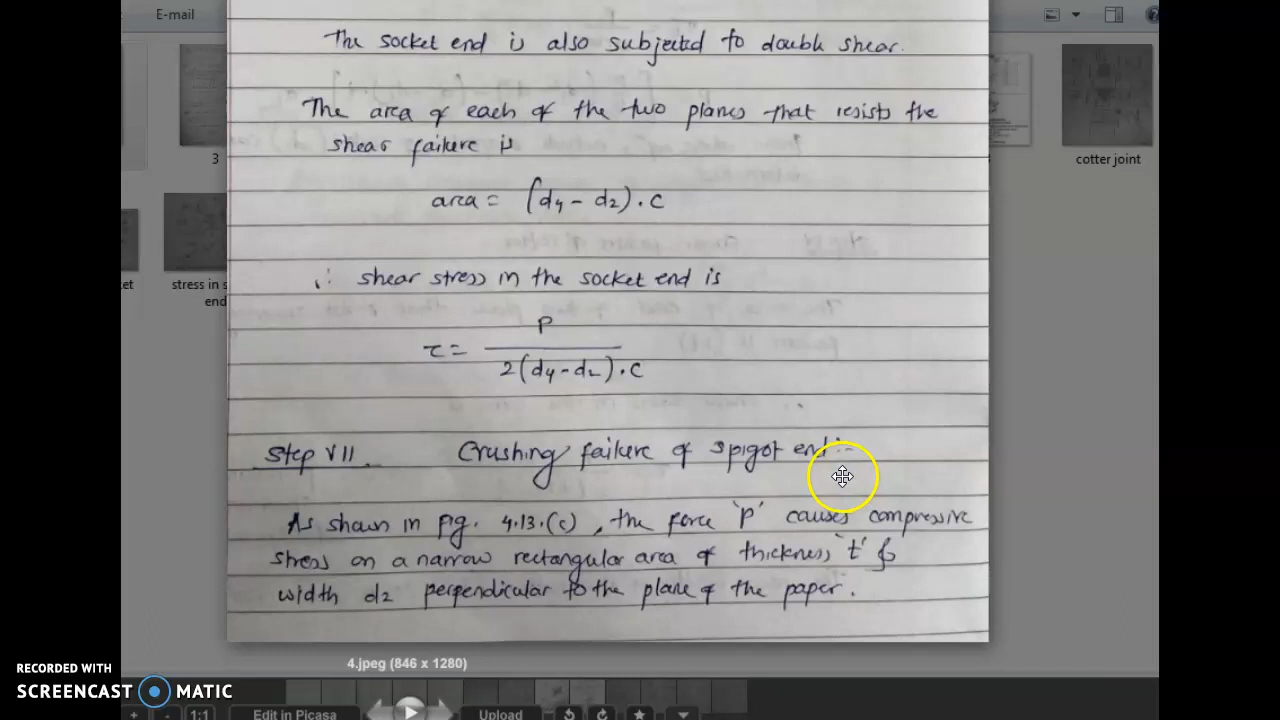 E-mail
The socket end is also subjected to double shear.
The area of each of the two planes that resists the
shear failure is
area = (d4 - d2) . c
∴ shear stress in the socket end is
τ = P / 2(d4 - d2) . c
3
cotter joint
ket
stress in s
end
Step VII. Crushing failure of spigot end :-
As shown in fig. 4.13.(c), the force 'P' causes compressive
stress on a narrow rectangular area of thickness 't' &
width d2 perpendicular to the plane of the paper.
4.jpeg (846 x 1280)
RECORDED WITH
SCREENCAST MATIC
1:1
Edit in Picasa
Upload